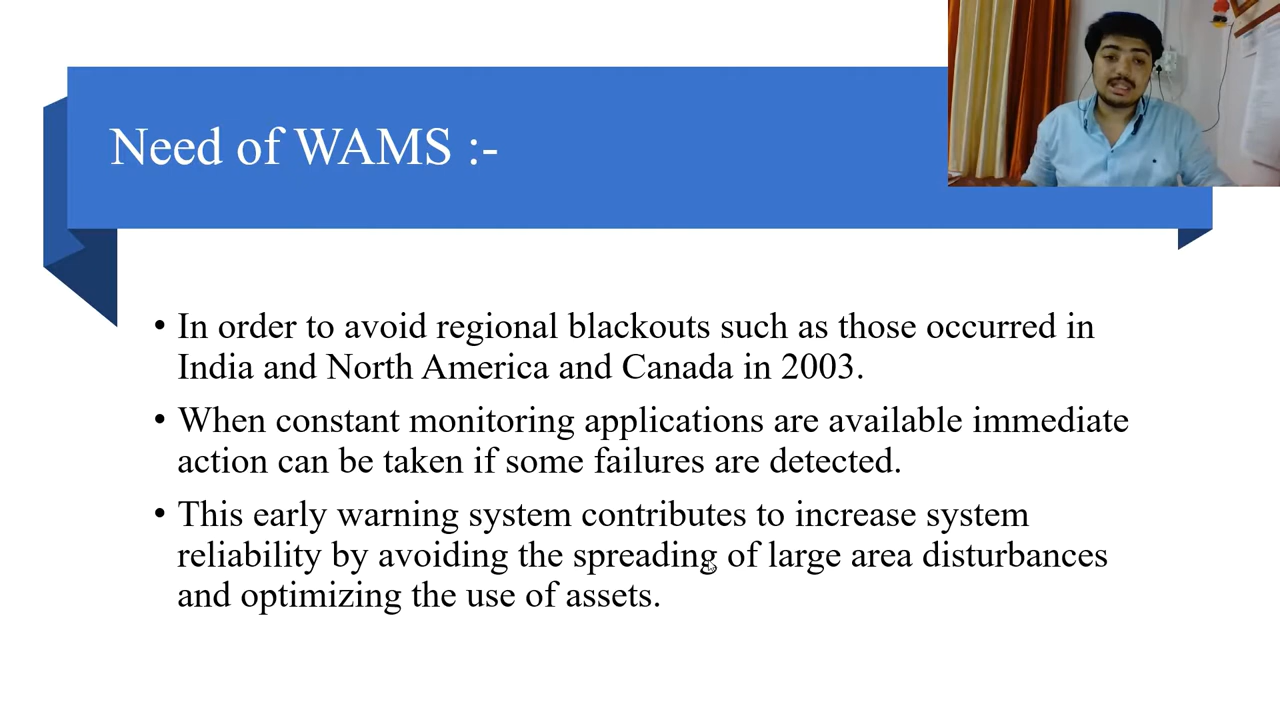 Need of WAMS :-
• In order to avoid regional blackouts such as those occurred in
India and North America and Canada in 2003.
• When constant monitoring applications are available immediate
action can be taken if some failures are detected.
• This early warning system contributes to increase system
reliability by avoiding the spreading of large area disturbances
and optimizing the use of assets.